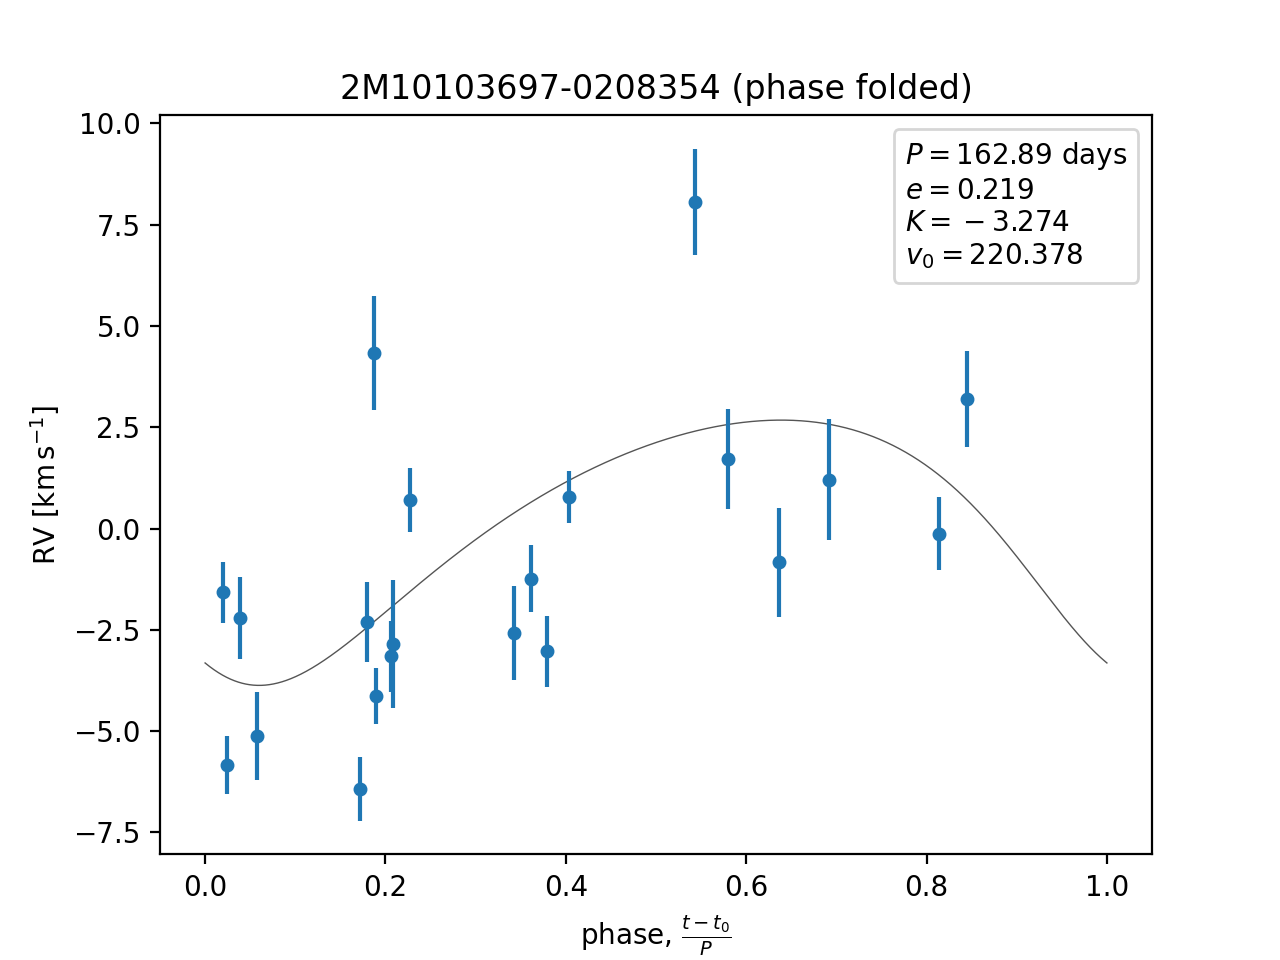 2M10103697-0208354 (phase folded)
P = 162.89 days
e = 0.219
K = − 3.274
v₀ = 220.378
10.0
7.5
5.0
2.5
0.0
−2.5
−5.0
−7.5
RV [km s⁻¹]
0.0 0.2 0.4 0.6 0.8 1.0
phase, (t − t₀)/P